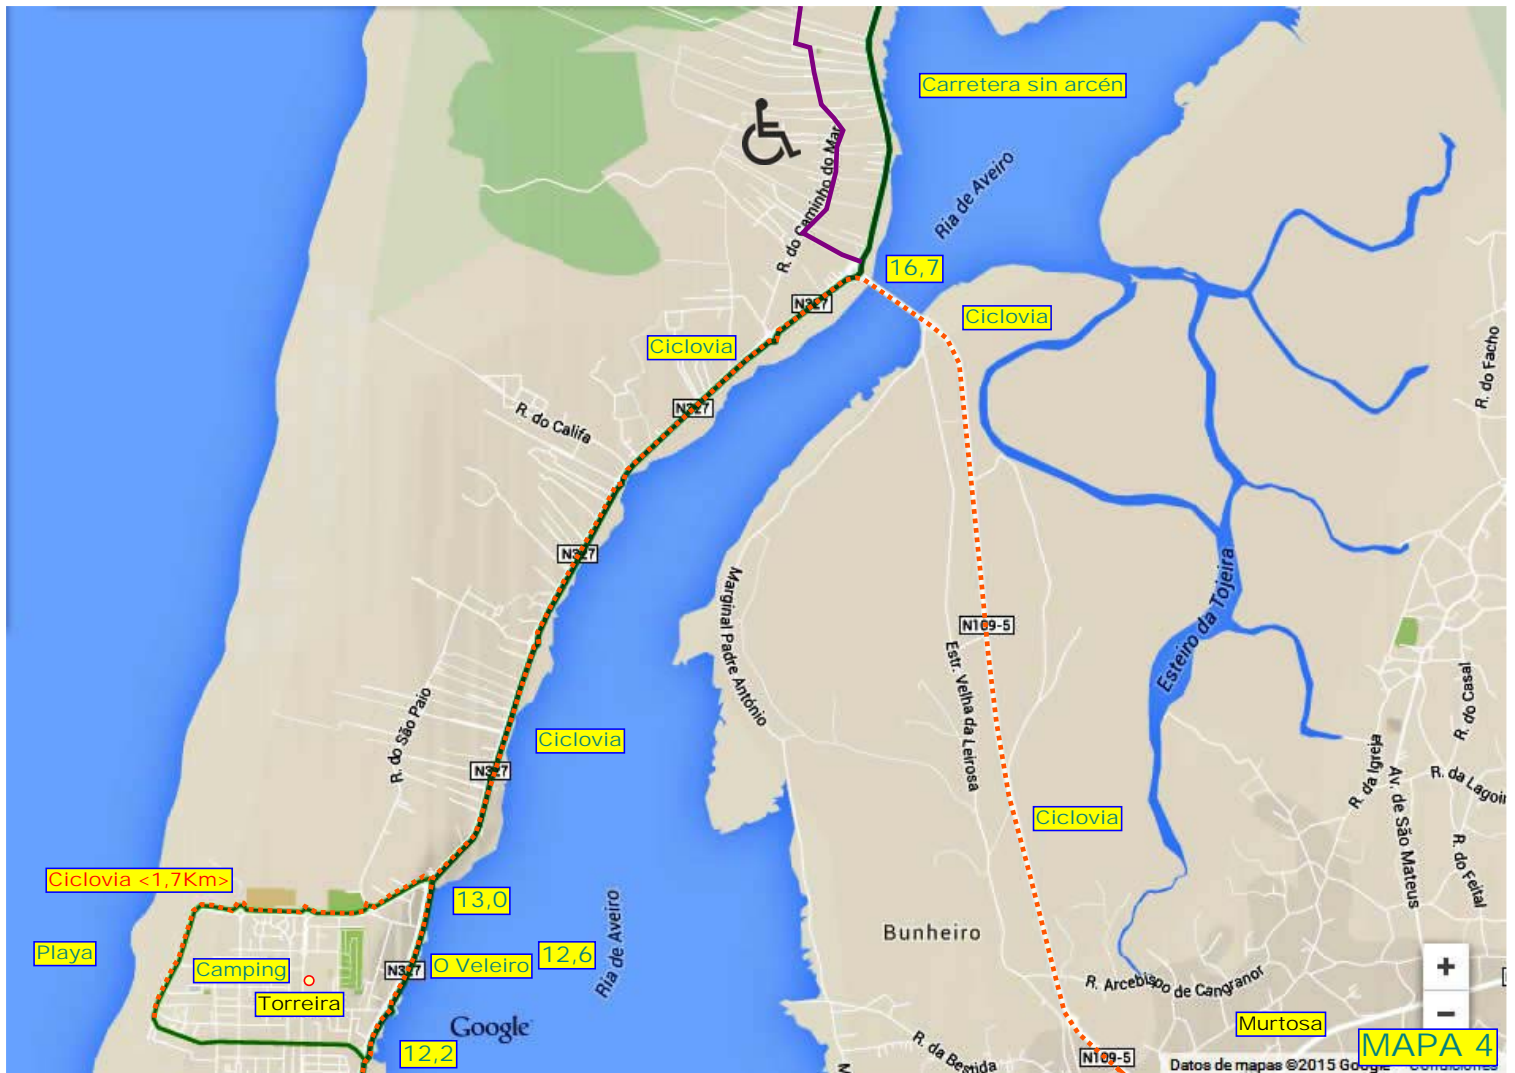 Carretera sin arcén
R. do Caminho do Mar
Ria de Aveiro
16,7
N327
Ciclovia
Ciclovia
R. do Facho
N327
R. do Califa
N327
Marginal Padre António
Esteiro da Tojeira
N109-5
Estr. Velha da Leirosa
R. do São Paio
R. do Casal
Ciclovia
R. da Igreja
Av. de São Mateus
N327
R. da Lagoin
Ciclovia
R. do Feital
Ciclovia <1,7Km>
13,0
Ria de Aveiro
Bunheiro
Playa
Camping
N327
O Veleiro
12,6
R. Arcebispo de Cangranor
+
Torreira
Google
Murtosa
−
12,2
R. da Bestida
N109-5
MAPA 4
M
Datos de mapas ©2015 Google
Condiciones